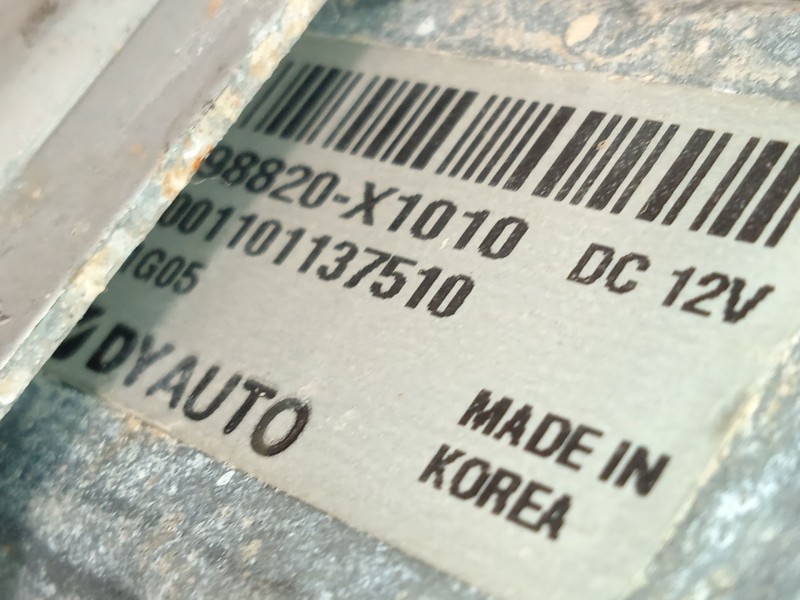 98820-X1010 DC 12V
001101137510
1G05
DYAUTO
MADE IN
KOREA